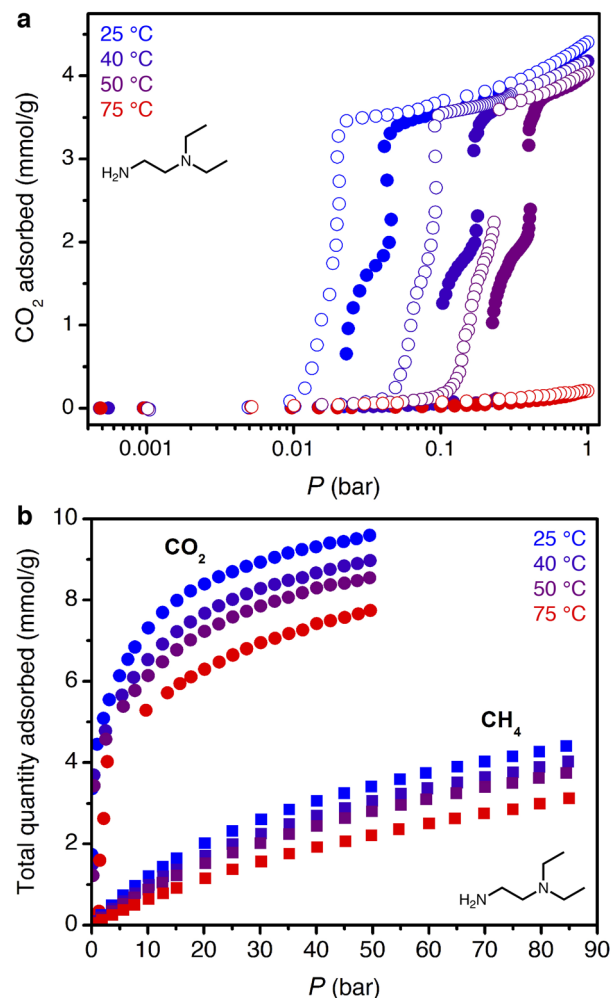 a
25 °C
40 °C
50 °C
75 °C
H₂N
N
CO₂ adsorbed (mmol/g)
4
3
2
1
0
0.001
0.01
0.1
1
P (bar)
b
CO₂
25 °C
40 °C
50 °C
75 °C
CH₄
H₂N
N
Total quantity adsorbed (mmol/g)
10
8
6
4
2
0
0
10
20
30
40
50
60
70
80
90
P (bar)